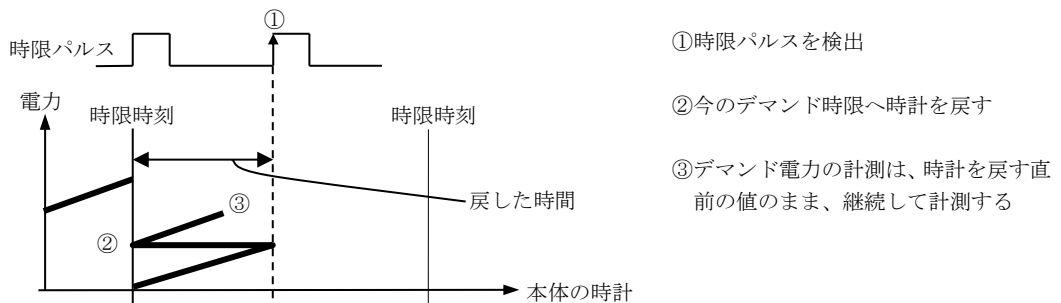 ①
時限パルス
①時限パルスを検出
電力
時限時刻
時限時刻
②今のデマンド時限へ時計を戻す
③デマンド電力の計測は、時計を戻す直
前の値のまま、継続して計測する
③
戻した時間
②
本体の時計